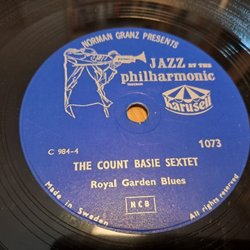 NORMAN GRANZ PRESENTS
JAZZ AT THE
philharmonic
Karusell
C 984-4
1073
THE COUNT BASIE SEXTET
Royal Garden Blues
NCB
Made in Sweden
All rights reserved